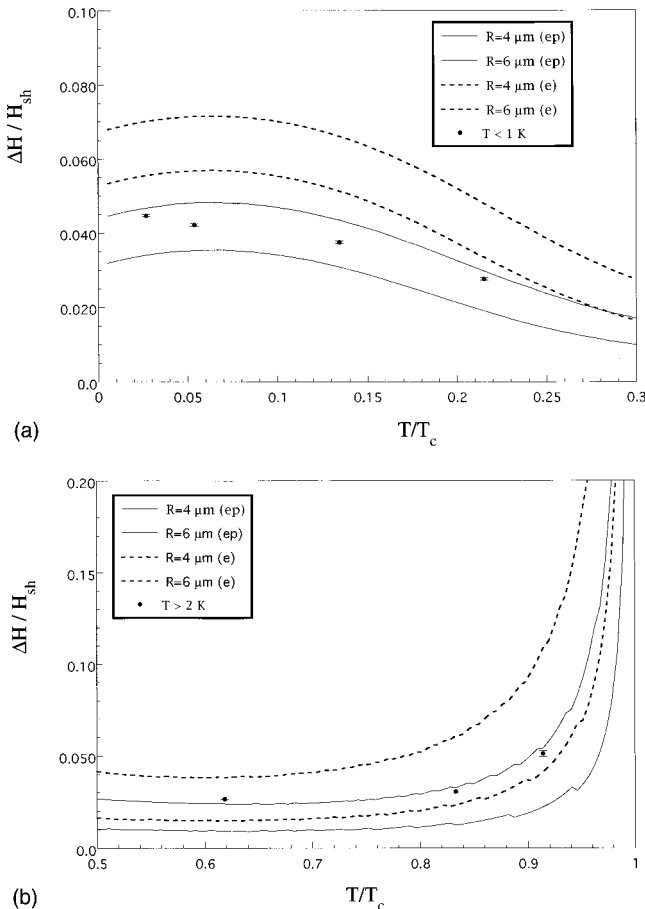 0.10
0.080
0.060
0.040
0.020
0.0
ΔH / H_sh
R=4 μm (ep)
R=6 μm (ep)
R=4 μm (e)
R=6 μm (e)
T < 1 K
0 0.05 0.1 0.15 0.2 0.25 0.3
(a)
T/T_c
0.20
0.15
0.10
0.050
0.0
ΔH / H_sh
R=4 μm (ep)
R=6 μm (ep)
R=4 μm (e)
R=6 μm (e)
T > 2 K
0.5 0.6 0.7 0.8 0.9 1
(b)
T/T_c